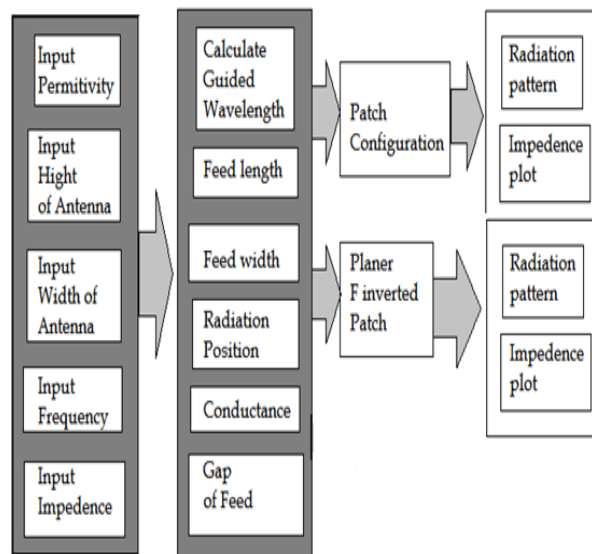 Input
Permitivity
Input
Hight
of Antenna
Input
Width of
Antenna
Input
Frequency
Input
Impedence
Calculate
Guided
Wavelength
Feed length
Feed width
Radiation
Position
Conductance
Gap
of Feed
Patch
Configuration
Planer
F inverted
Patch
Radiation
pattern
Impedence
plot
Radiation
pattern
Impedence
plot